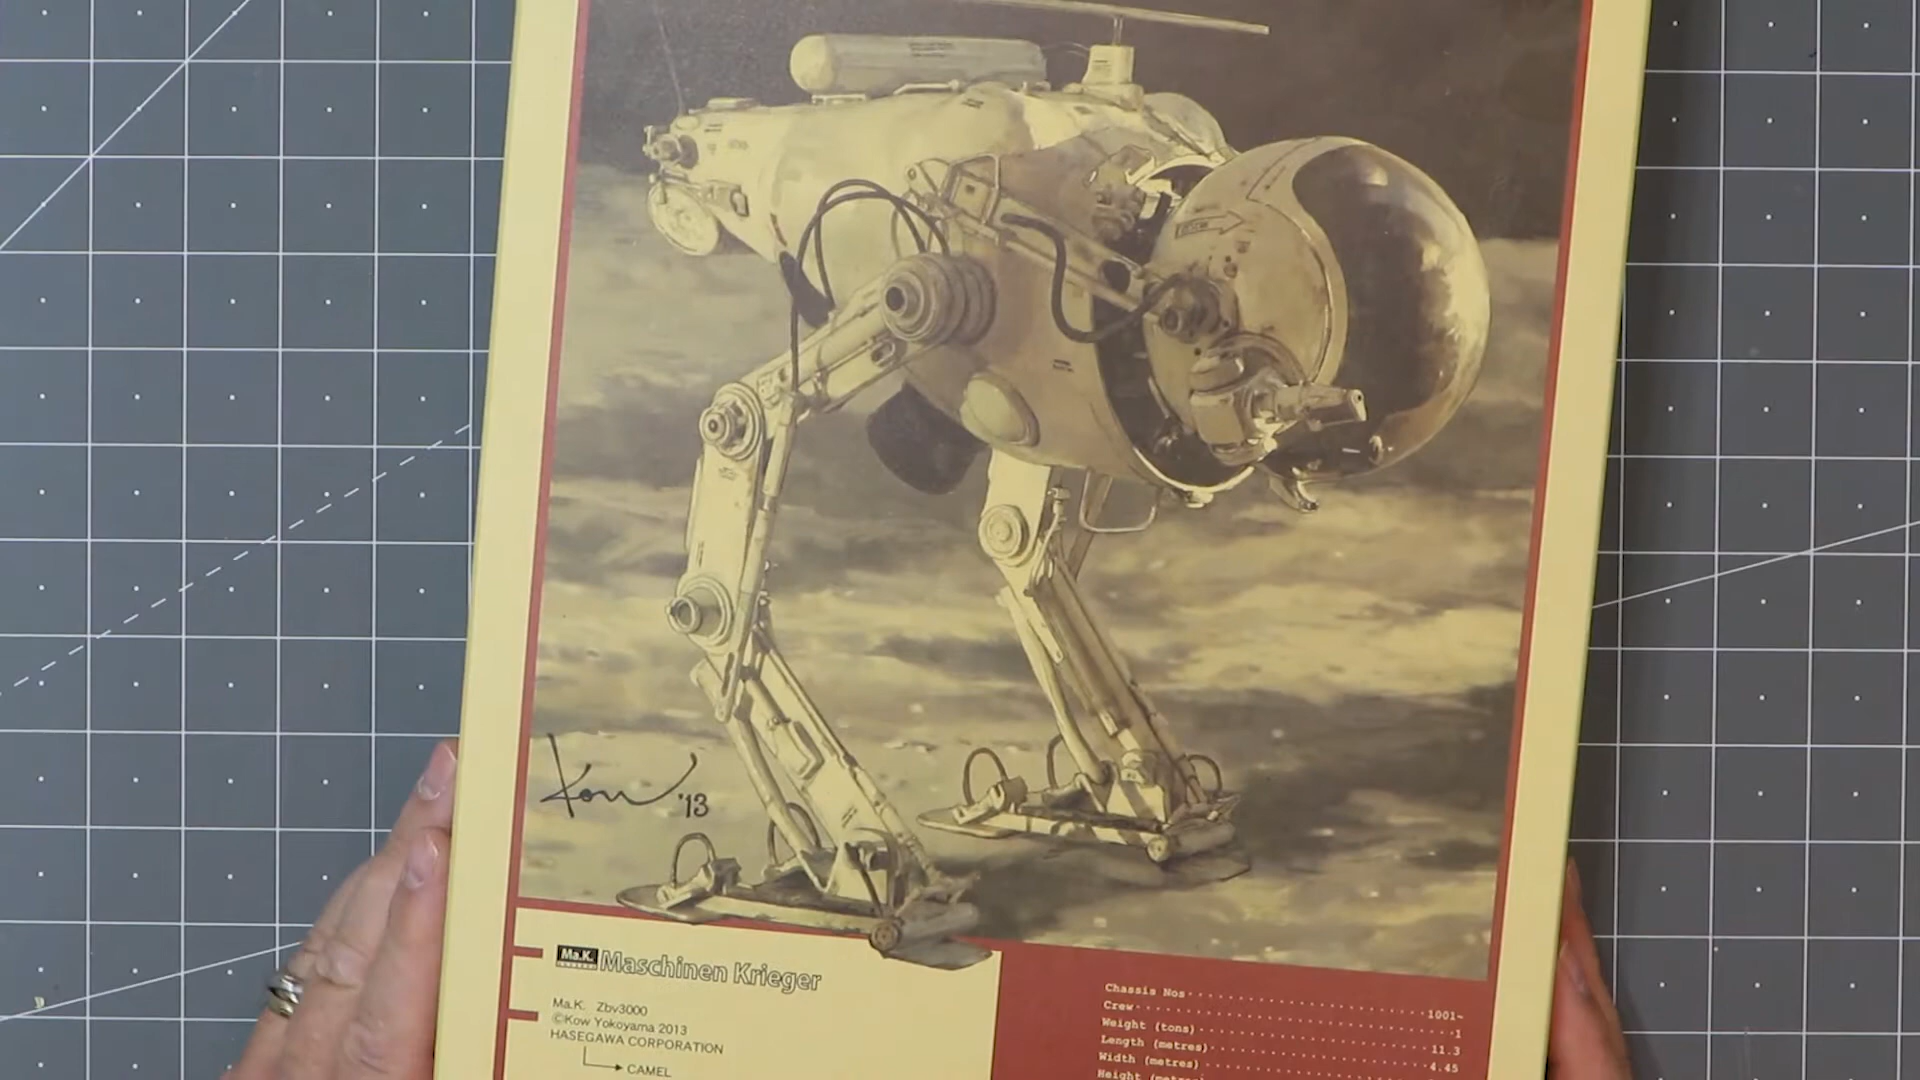 Kow '13
Ma.K. Maschinen Krieger
Ma.K. Zbv3000
©Kow Yokoyama 2013
HASEGAWA CORPORATION
CAMEL
Chassis Nos 1001~
Crew 1
Weight (tons) 11.3
Length (metres) 4.45
Width (metres)
Height